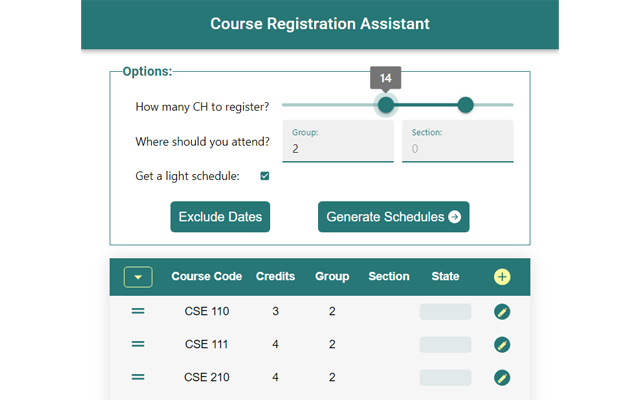 Course Registration Assistant
Options:
14
How many CH to register?
Where should you attend?
Group:
2
Section:
0
Get a light schedule:
Exclude Dates
Generate Schedules
Course Code Credits Group Section State
CSE 110 3 2
CSE 111 4 2
CSE 210 4 2